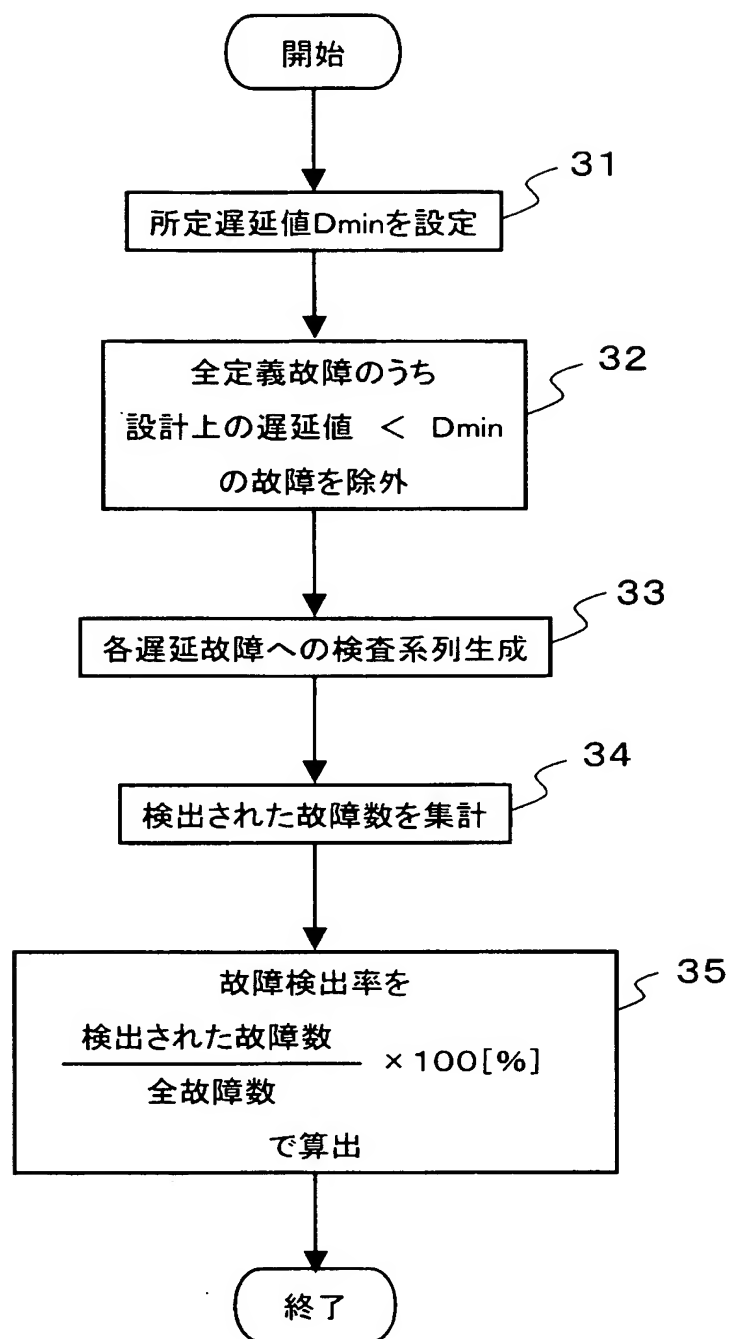 開始
31
所定遅延値Dminを設定
32
全定義故障のうち
設計上の遅延値 < Dmin
の故障を除外
33
各遅延故障への検査系列生成
34
検出された故障数を集計
35
故障検出率を
検出された故障数
× 100[%]
全故障数
で算出
終了